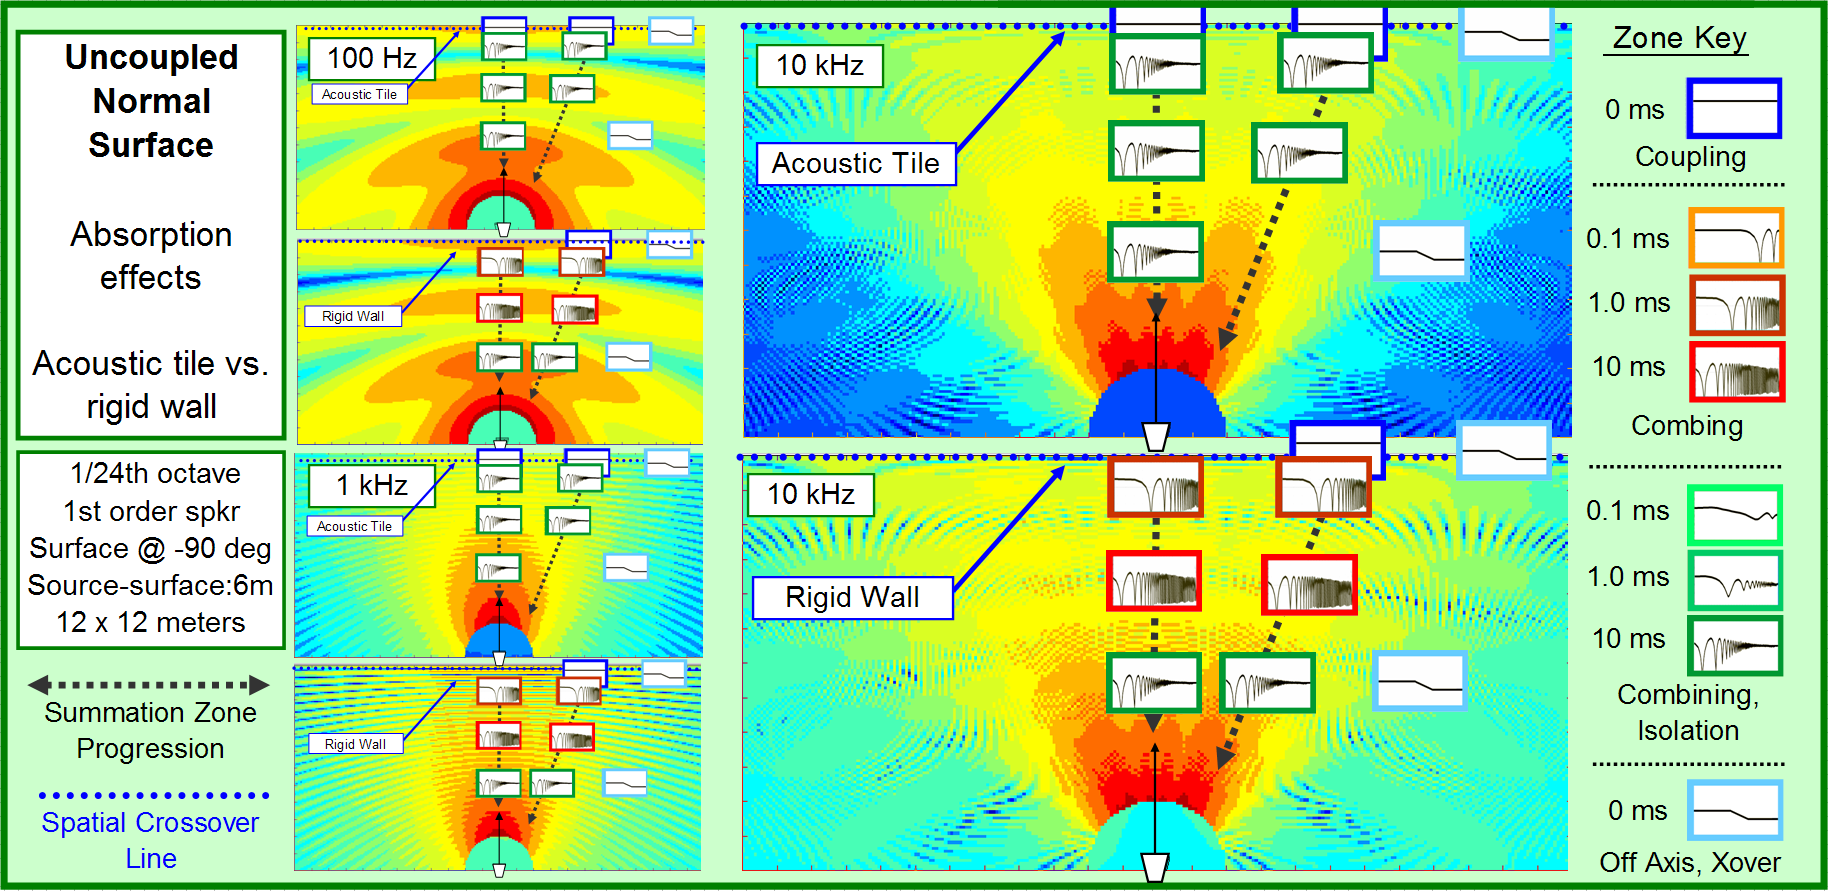 Uncoupled
Normal
Surface
Absorption
effects
Acoustic tile vs.
rigid wall
1/24th octave
1st order spkr
Surface @ -90 deg
Source-surface:6m
12 x 12 meters
Summation Zone
Progression
Spatial Crossover
Line
100 Hz
Acoustic Tile
Rigid Wall
1 kHz
Acoustic Tile
Rigid Wall
10 kHz
Acoustic Tile
10 kHz
Rigid Wall
Zone Key
0 ms
Coupling
0.1 ms
1.0 ms
10 ms
Combing
0.1 ms
1.0 ms
10 ms
Combining,
Isolation
0 ms
Off Axis, Xover